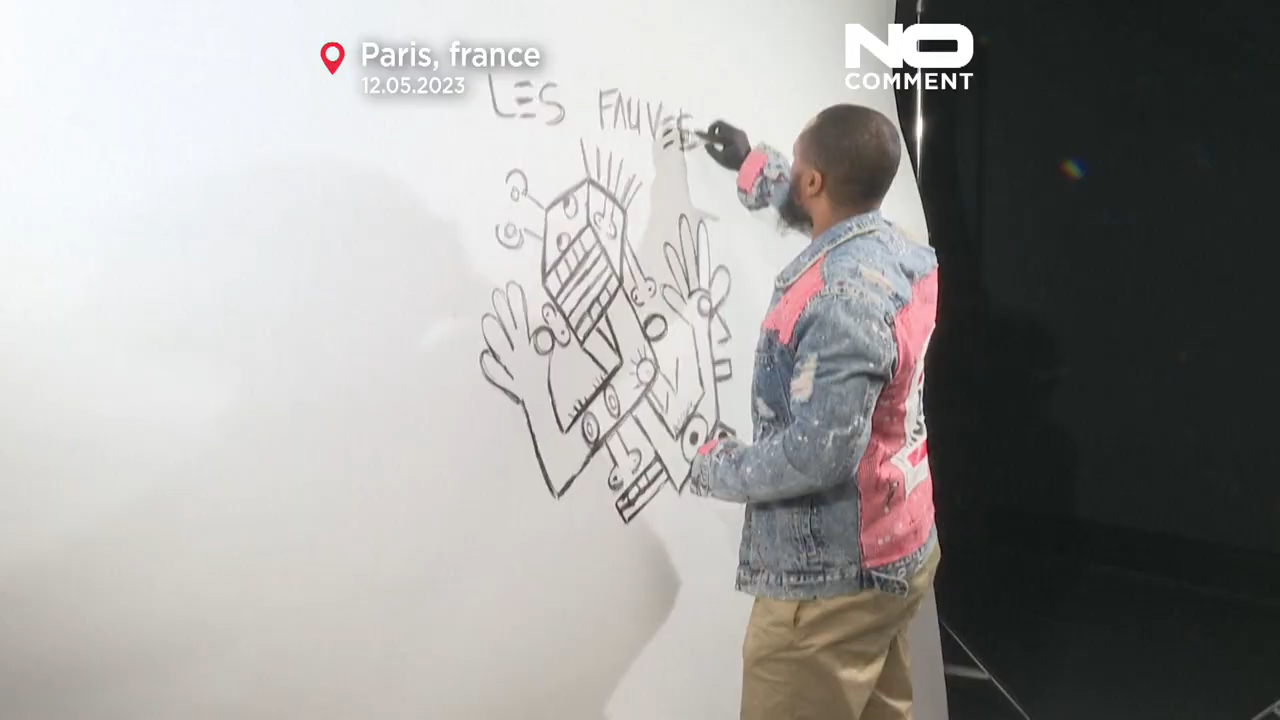 Paris, france
12.05.2023
NO
COMMENT
LES FAUVES